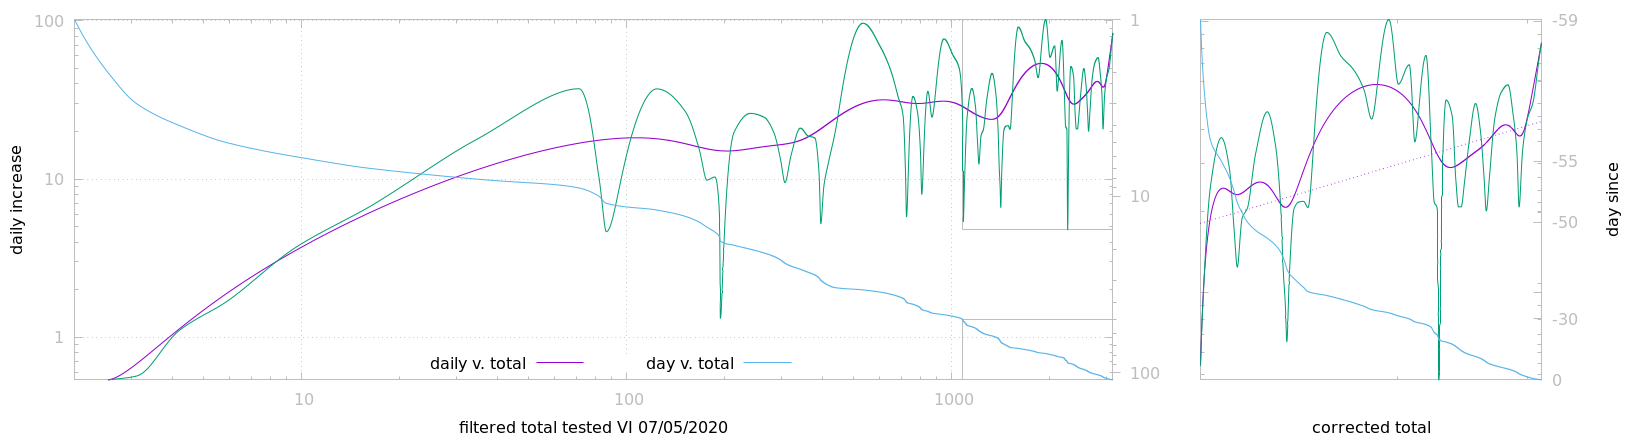 100
10
1
daily increase
10
100
1000
1
10
100
daily v. total
day v. total
filtered total tested VI 07/05/2020
-59
-55
-50
-30
0
day since
corrected total